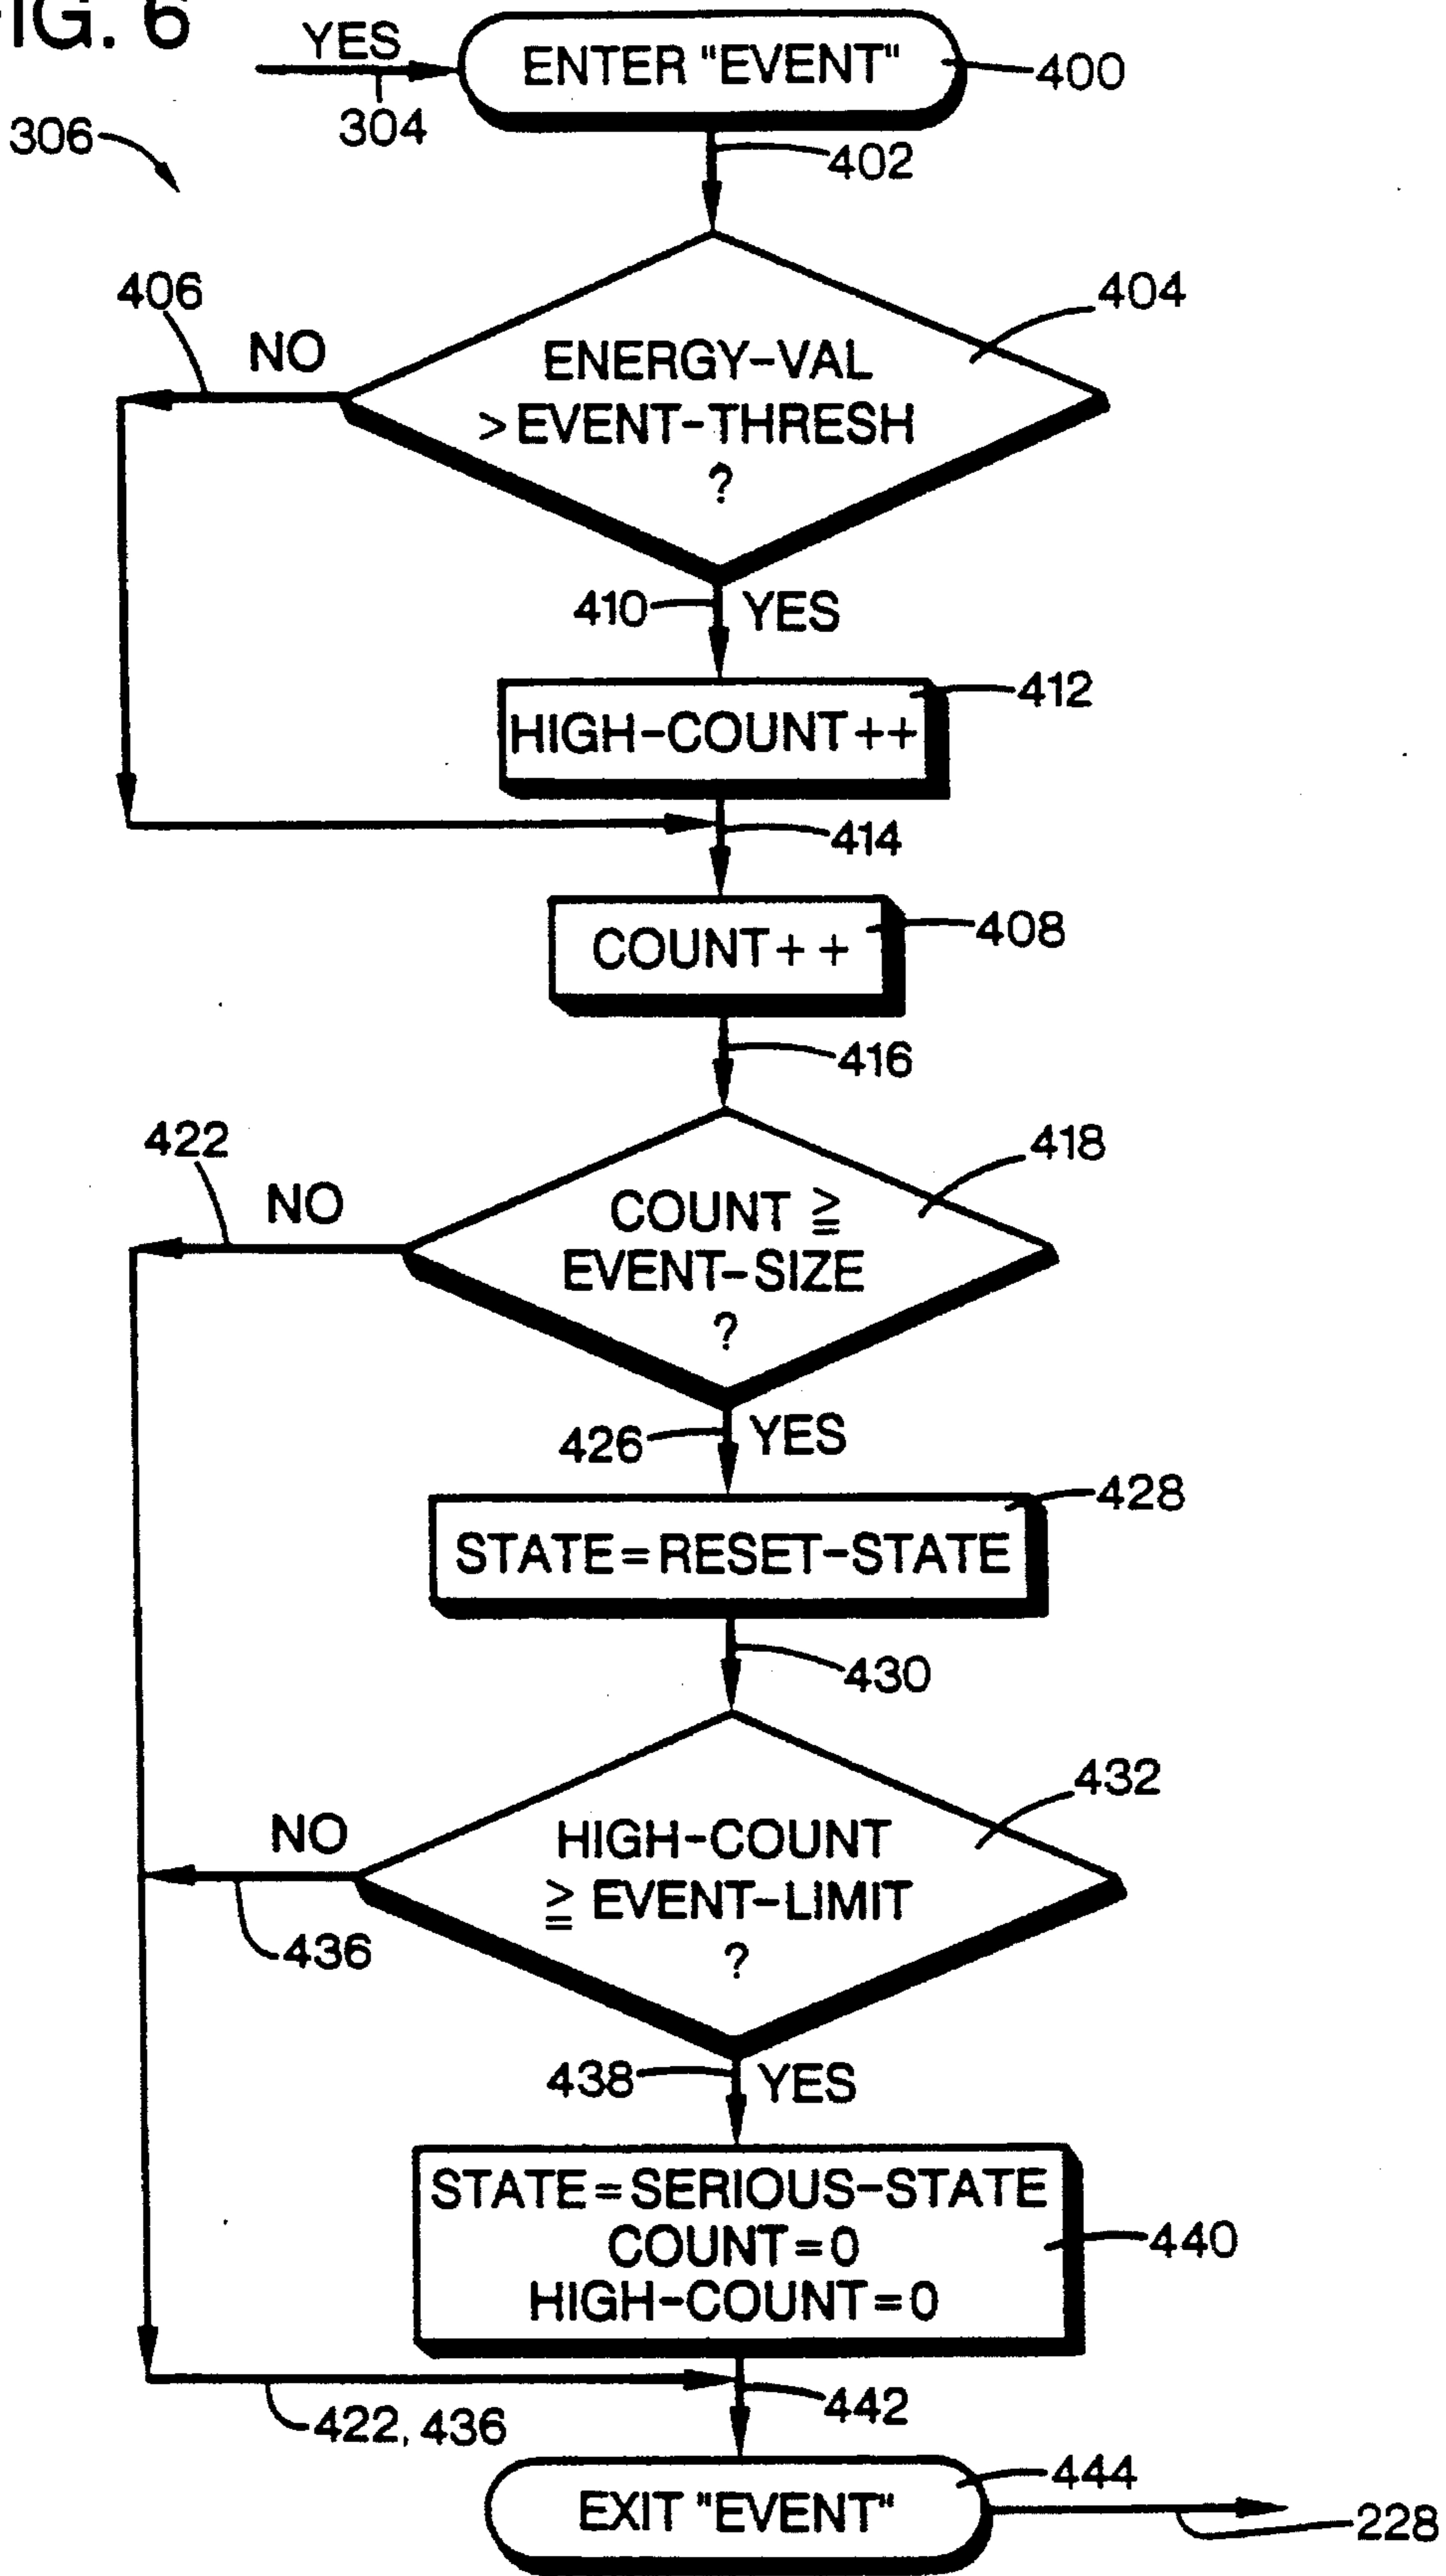 FIG. 6
YES
304
306
ENTER "EVENT"
400
402
404
406
NO
ENERGY-VAL
>EVENT-THRESH
?
410
YES
412
HIGH-COUNT++
414
COUNT++
408
416
418
422
NO
COUNT ≧
EVENT-SIZE
?
426
YES
428
STATE=RESET-STATE
430
432
NO
HIGH-COUNT
≧ EVENT-LIMIT
?
436
438
YES
STATE=SERIOUS-STATE
COUNT=0
HIGH-COUNT=0
440
442
422, 436
EXIT "EVENT"
444
228